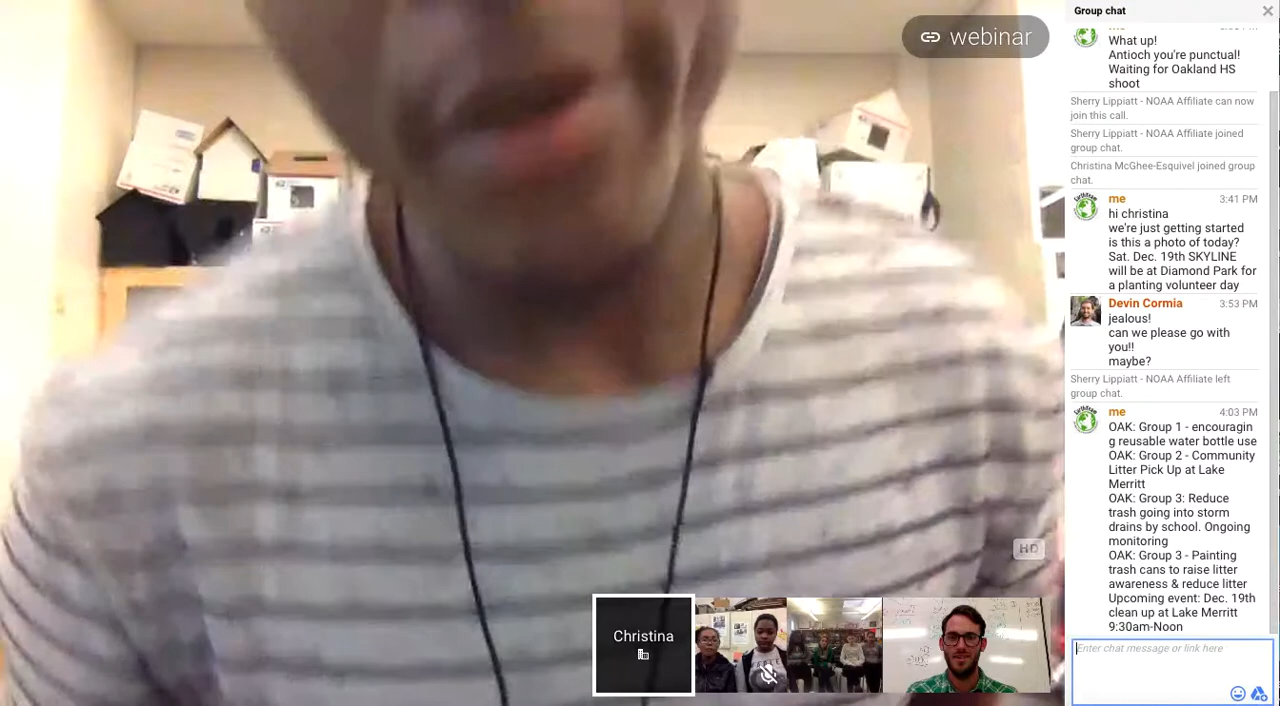 webinar
HD
Christina
Group chat
What up!
Antioch you're punctual!
Waiting for Oakland HS
shoot
Sherry Lippiatt - NOAA Affiliate can now
join this call.
Sherry Lippiatt - NOAA Affiliate joined
group chat.
Christina McGhee-Esquivel joined group
chat.
me 3:41 PM
hi christina
we're just getting started
is this a photo of today?
Sat. Dec. 19th SKYLINE
will be at Diamond Park for
a planting volunteer day
Devin Cormia 3:53 PM
jealous!
can we please go with
you!!
maybe?
Sherry Lippiatt - NOAA Affiliate left
group chat.
me 4:03 PM
OAK: Group 1 - encouragin
g reusable water bottle use
OAK: Group 2 - Community
Litter Pick Up at Lake
Merritt
OAK: Group 3: Reduce
trash going into storm
drains by school. Ongoing
monitoring
OAK: Group 3 - Painting
trash cans to raise litter
awareness & reduce litter
Upcoming event: Dec. 19th
clean up at Lake Merritt
9:30am-Noon
Enter chat message or link here